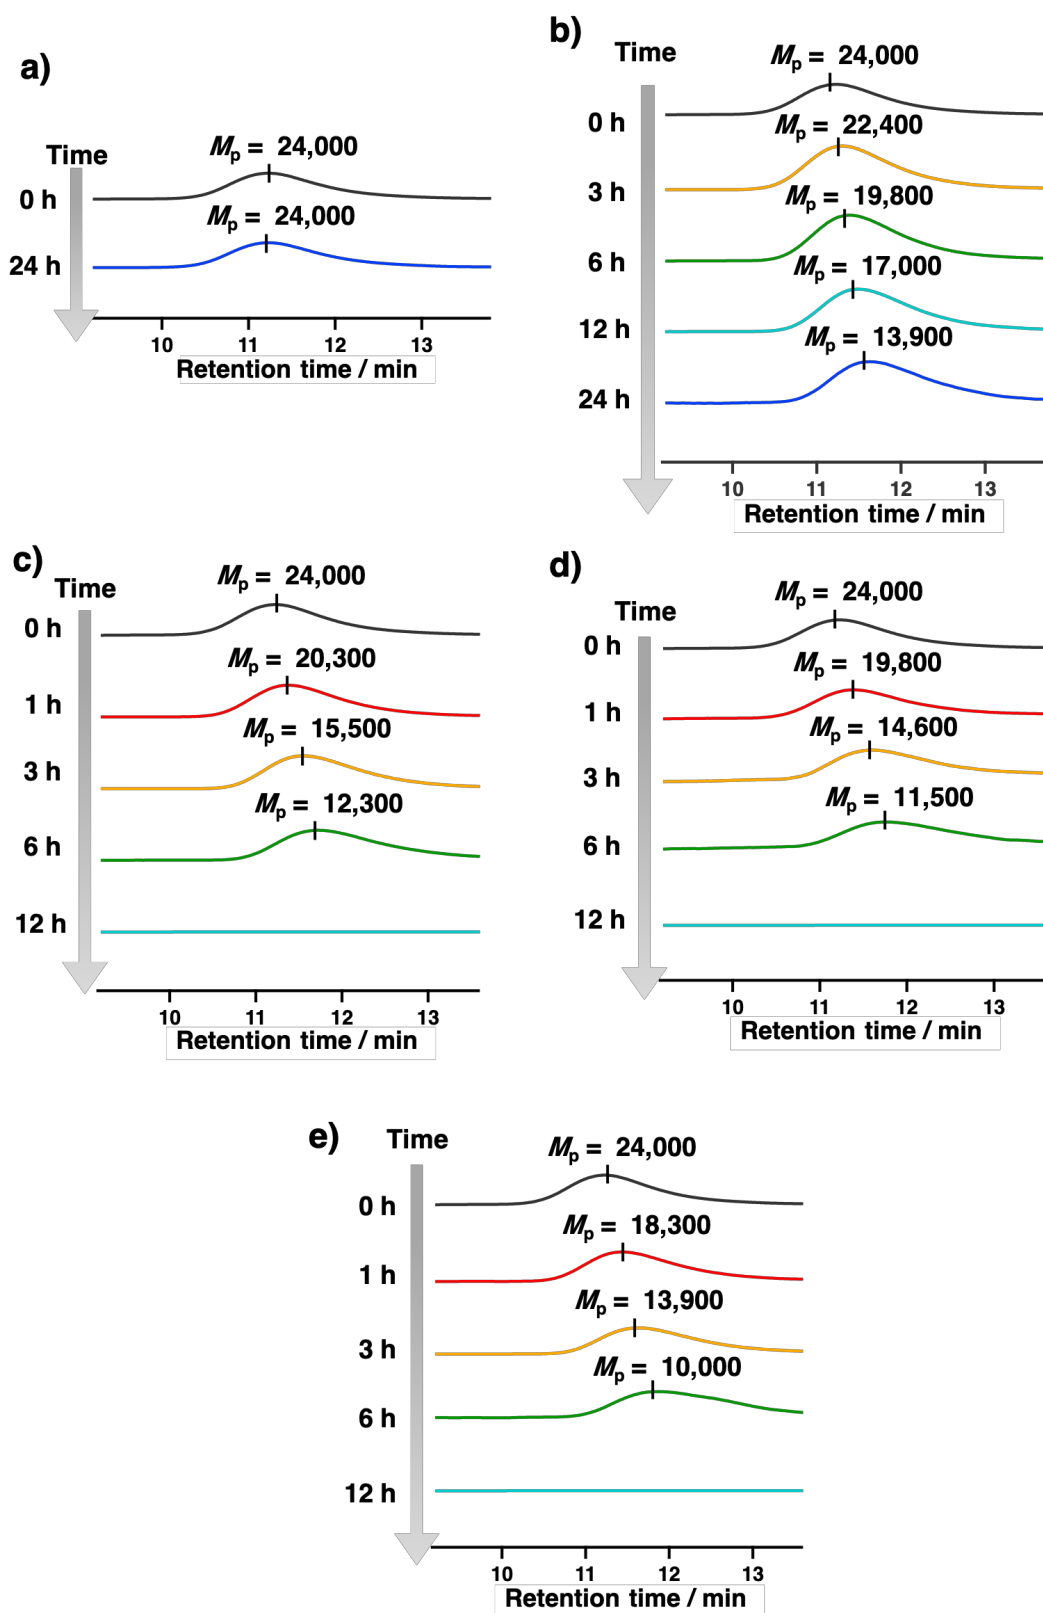 a)
Time
Mp = 24,000
0 h
Mp = 24,000
24 h
10 11 12 13
Retention time / min
b)
Time
Mp = 24,000
0 h
Mp = 22,400
3 h
Mp = 19,800
6 h
Mp = 17,000
12 h
Mp = 13,900
24 h
10 11 12 13
Retention time / min
c)
Time
Mp = 24,000
0 h
Mp = 20,300
1 h
Mp = 15,500
3 h
Mp = 12,300
6 h
12 h
10 11 12 13
Retention time / min
d)
Time
Mp = 24,000
0 h
Mp = 19,800
1 h
Mp = 14,600
3 h
Mp = 11,500
6 h
12 h
10 11 12 13
Retention time / min
e)
Time
Mp = 24,000
0 h
Mp = 18,300
1 h
Mp = 13,900
3 h
Mp = 10,000
6 h
12 h
10 11 12 13
Retention time / min